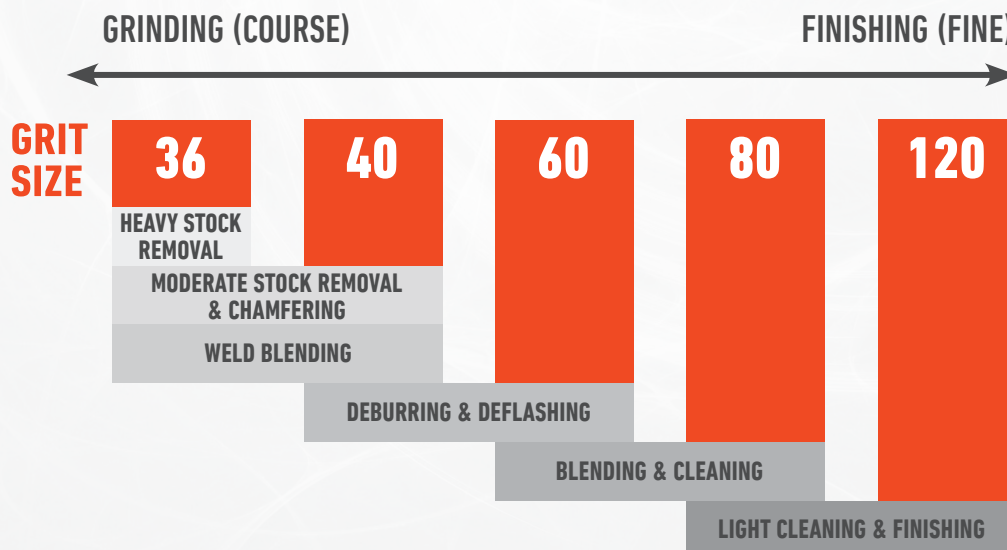 GRINDING (COURSE)
FINISHING (FINE)
GRIT
SIZE
36
40
60
80
120
HEAVY STOCK
REMOVAL
MODERATE STOCK REMOVAL
& CHAMFERING
WELD BLENDING
DEBURRING & DEFLASHING
BLENDING & CLEANING
LIGHT CLEANING & FINISHING